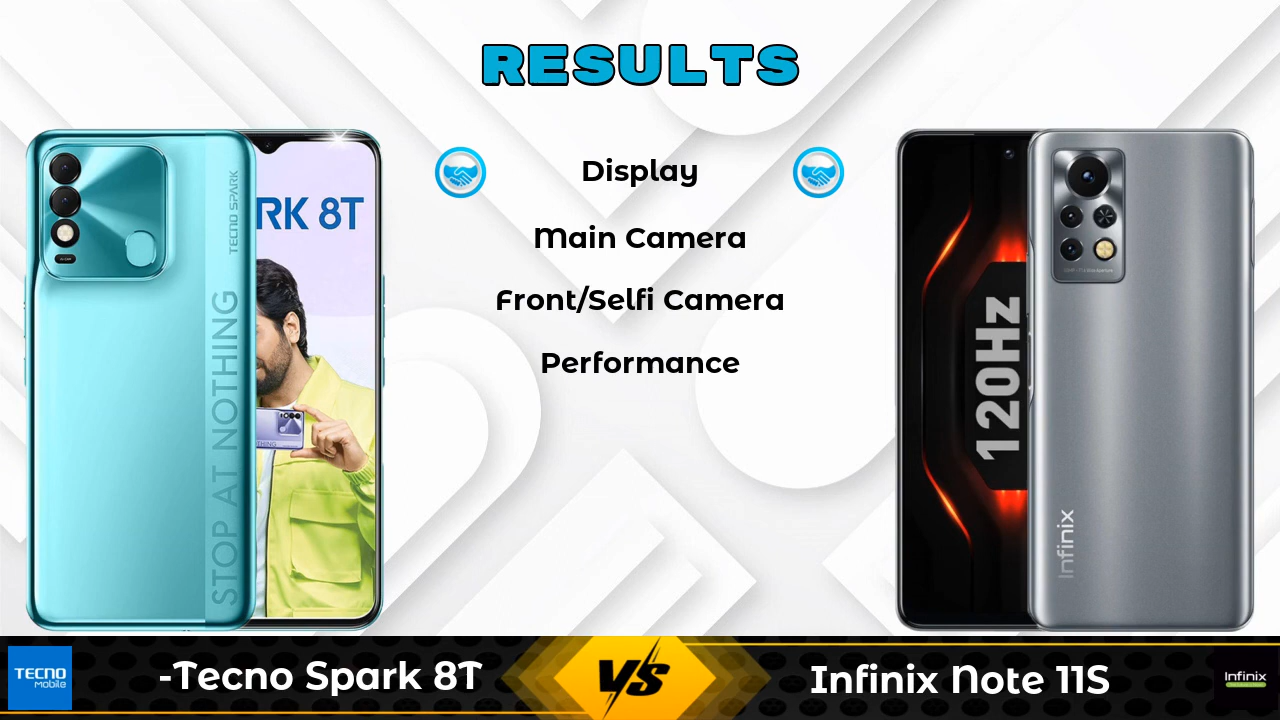 RESULTS
Display
Main Camera
Front/Selfi Camera
Performance
TECNO SPARK
STOP AT NOTHING
RK 8T
THING
120Hz
Infinix
TECNO
mobile
-Tecno Spark 8T
VS
Infinix Note 11S
Infinix